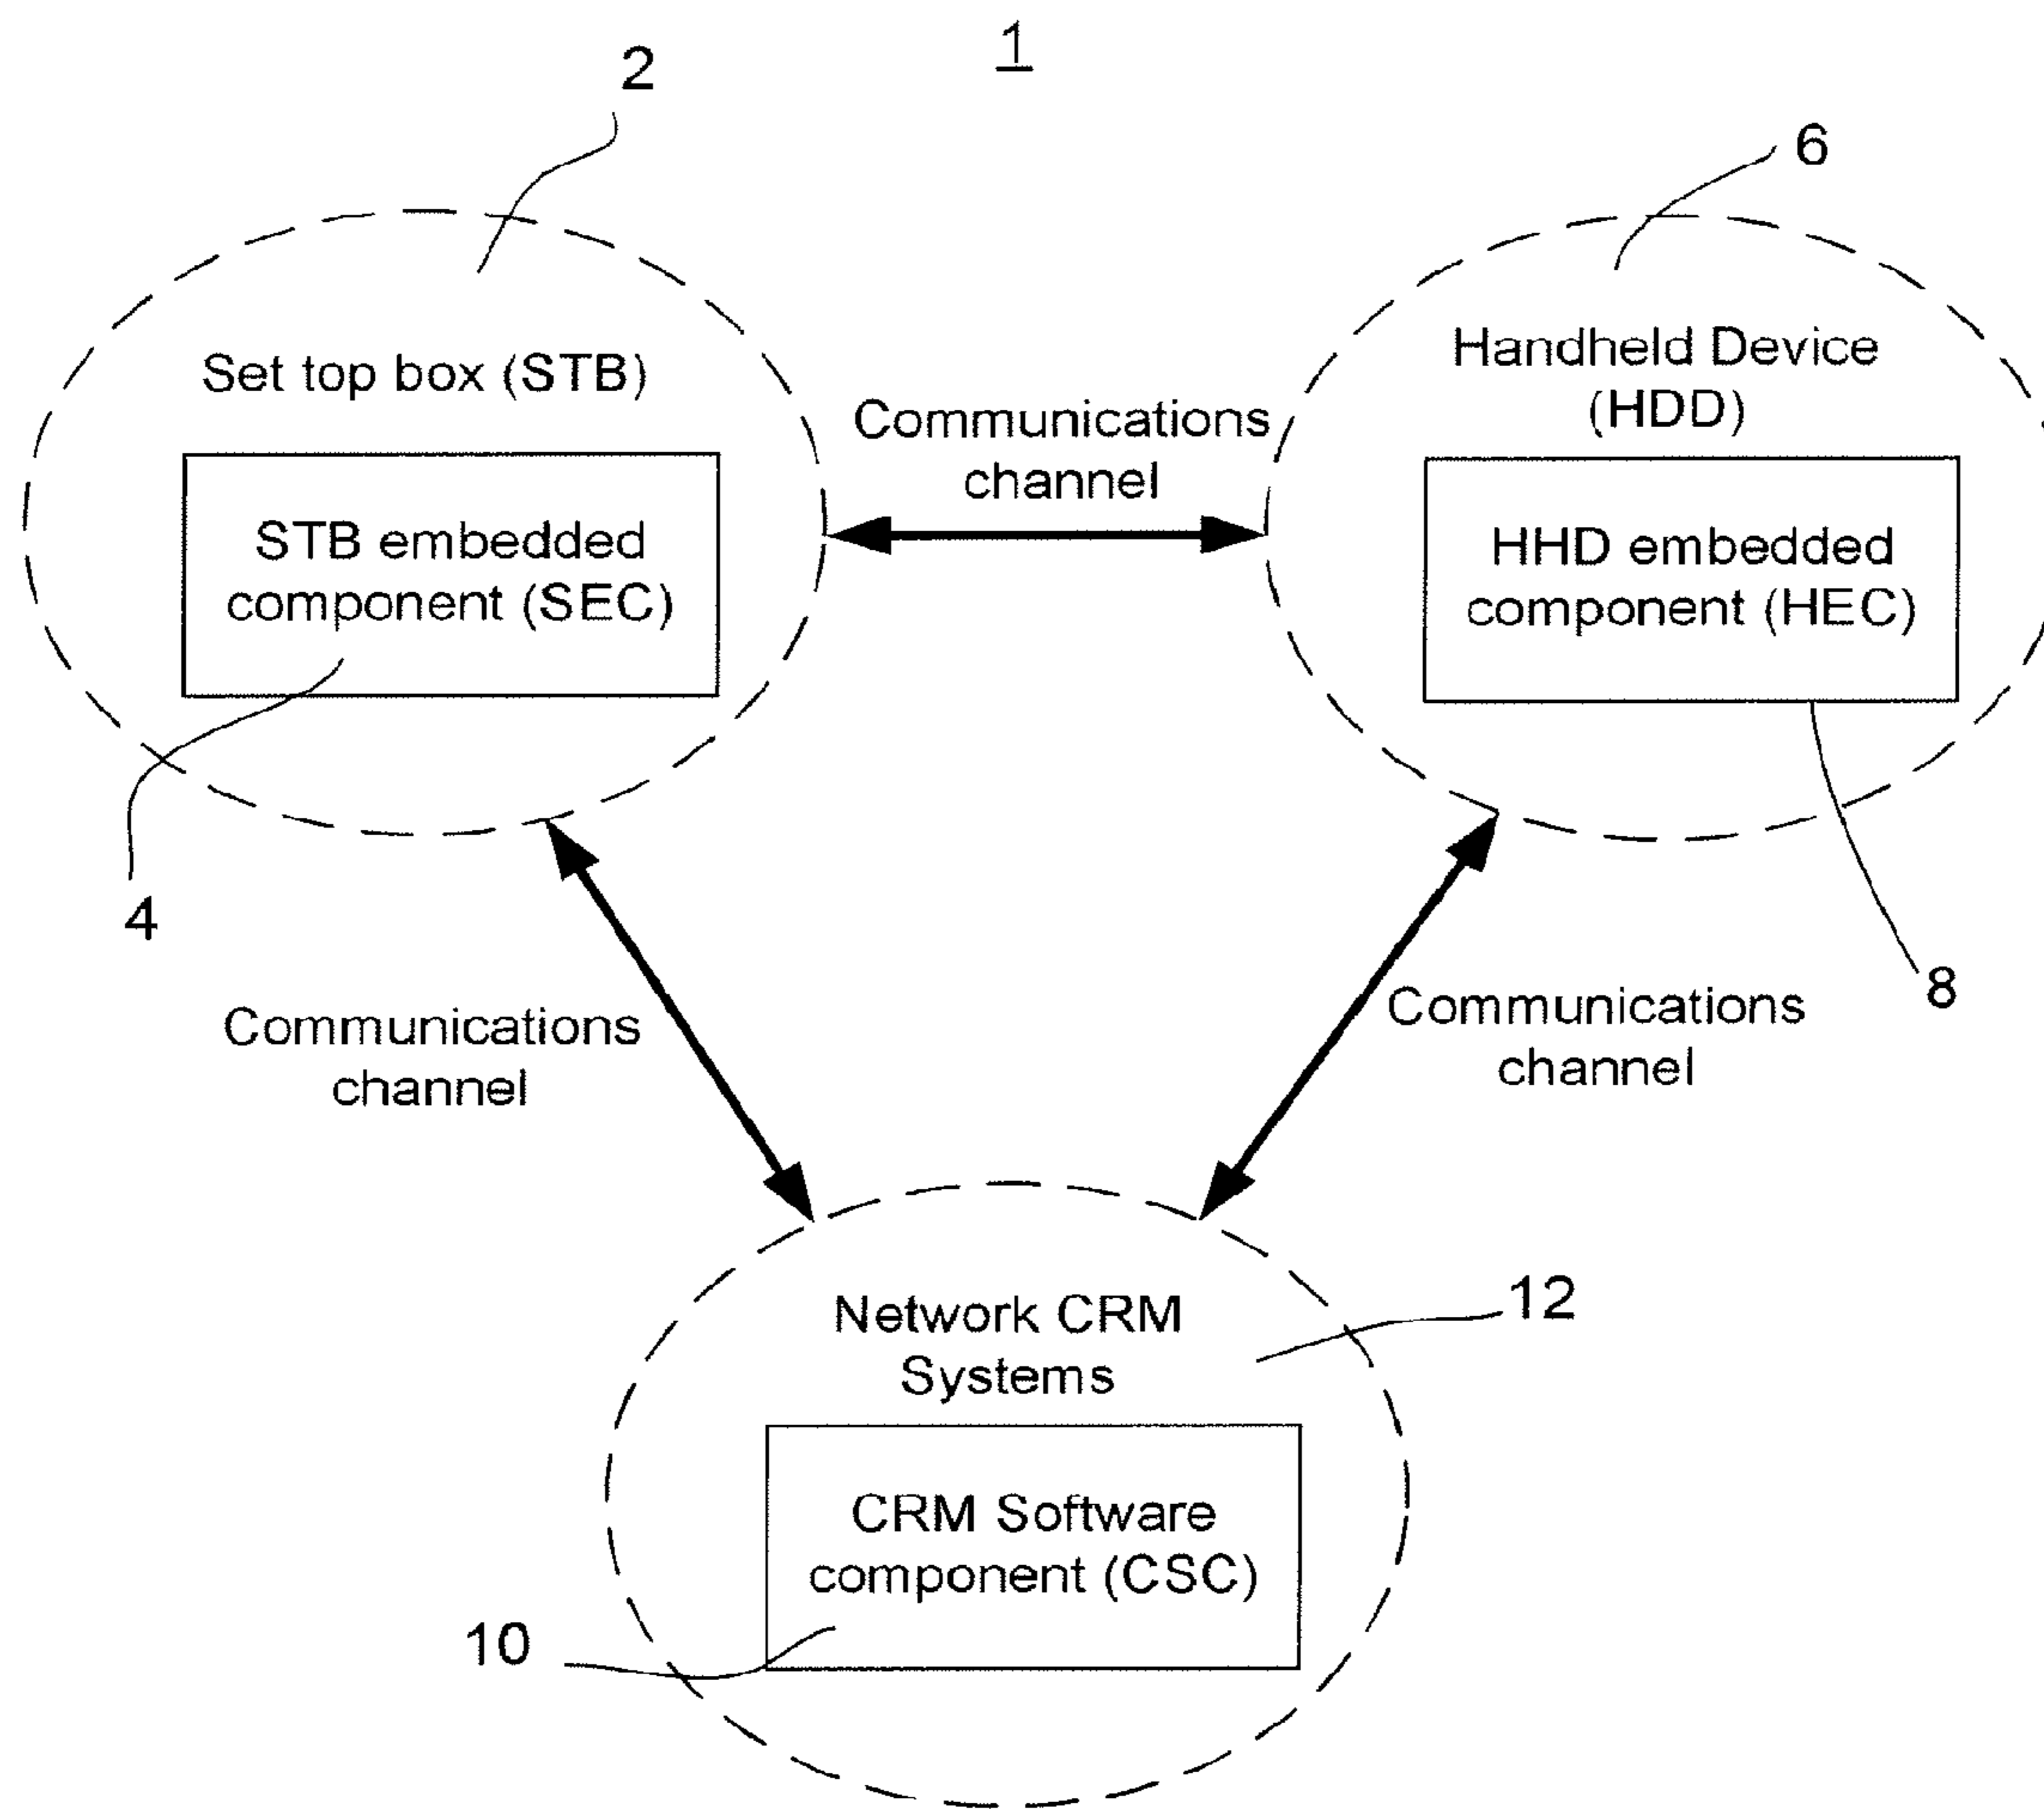 1
2
6
Set top box (STB)
Handheld Device
(HDD)
Communications
channel
STB embedded
component (SEC)
HHD embedded
component (HEC)
4
8
Communications
channel
Communications
channel
12
Network CRM
Systems
CRM Software
component (CSC)
10